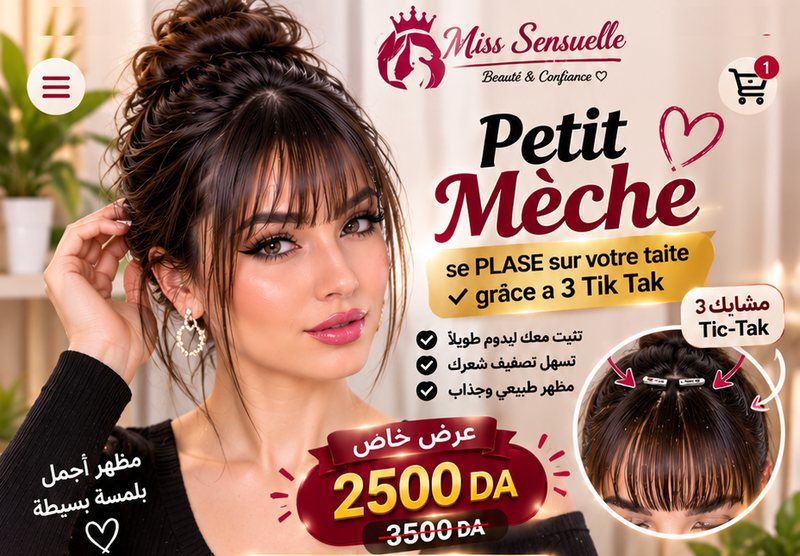 Miss Sensuelle
Beauté & Confiance ♡
1
Petit
Mèche
se PLASE sur votre taite
✓ grâce a 3 Tik Tak
3 مشابك
Tic-Tak
تثبت معك ليدوم طويلاً
تسهل تصفيف شعرك
مظهر طبيعي وجذاب
عرض خاص
2500 DA
3500 DA
مظهر أجمل
بلمسة بسيطة